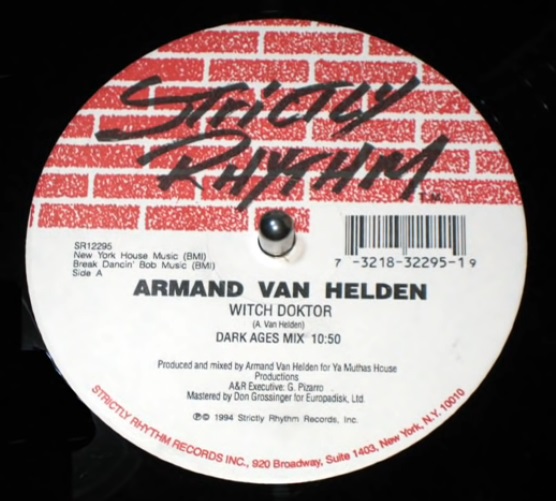 STRICTLY
RHYTHM T.M.
SR12295
New York House Music (BMI)
Break Dancin' Bob Music (BMI)
Side A
7 -3218-32295-1 9
ARMAND VAN HELDEN
WITCH DOKTOR
(A. Van Helden)
DARK AGES MIX 10:50
Produced and mixed by Armand Van Helden for Ya Muthas House
Productions
A&R Executive: G. Pizarro
Mastered by Don Grossinger for Europadisk, Ltd.
℗© 1994 Strictly Rhythm Records, Inc.
STRICTLY RHYTHM RECORDS INC., 920 Broadway, Suite 1403, New York, N.Y. 10010